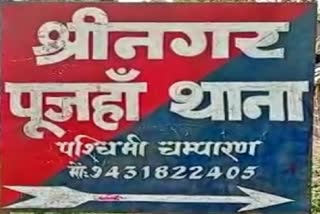 श्रीनगर
पूजहाँ थाना
पश्चिमी चम्पारण
मो:9431822405